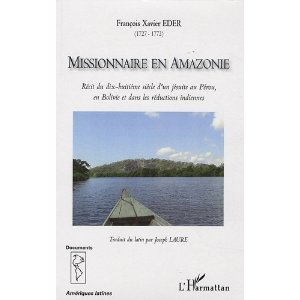 François Xavier EDER
(1727 - 1772)
MISSIONNAIRE EN AMAZONIE
Récit du dix-huitième siècle d'un jésuite au Pérou,
en Bolivie et dans les réductions indiennes
Traduit du latin par Joseph LAURE
Documents
Amériques latines
L'Harmattan